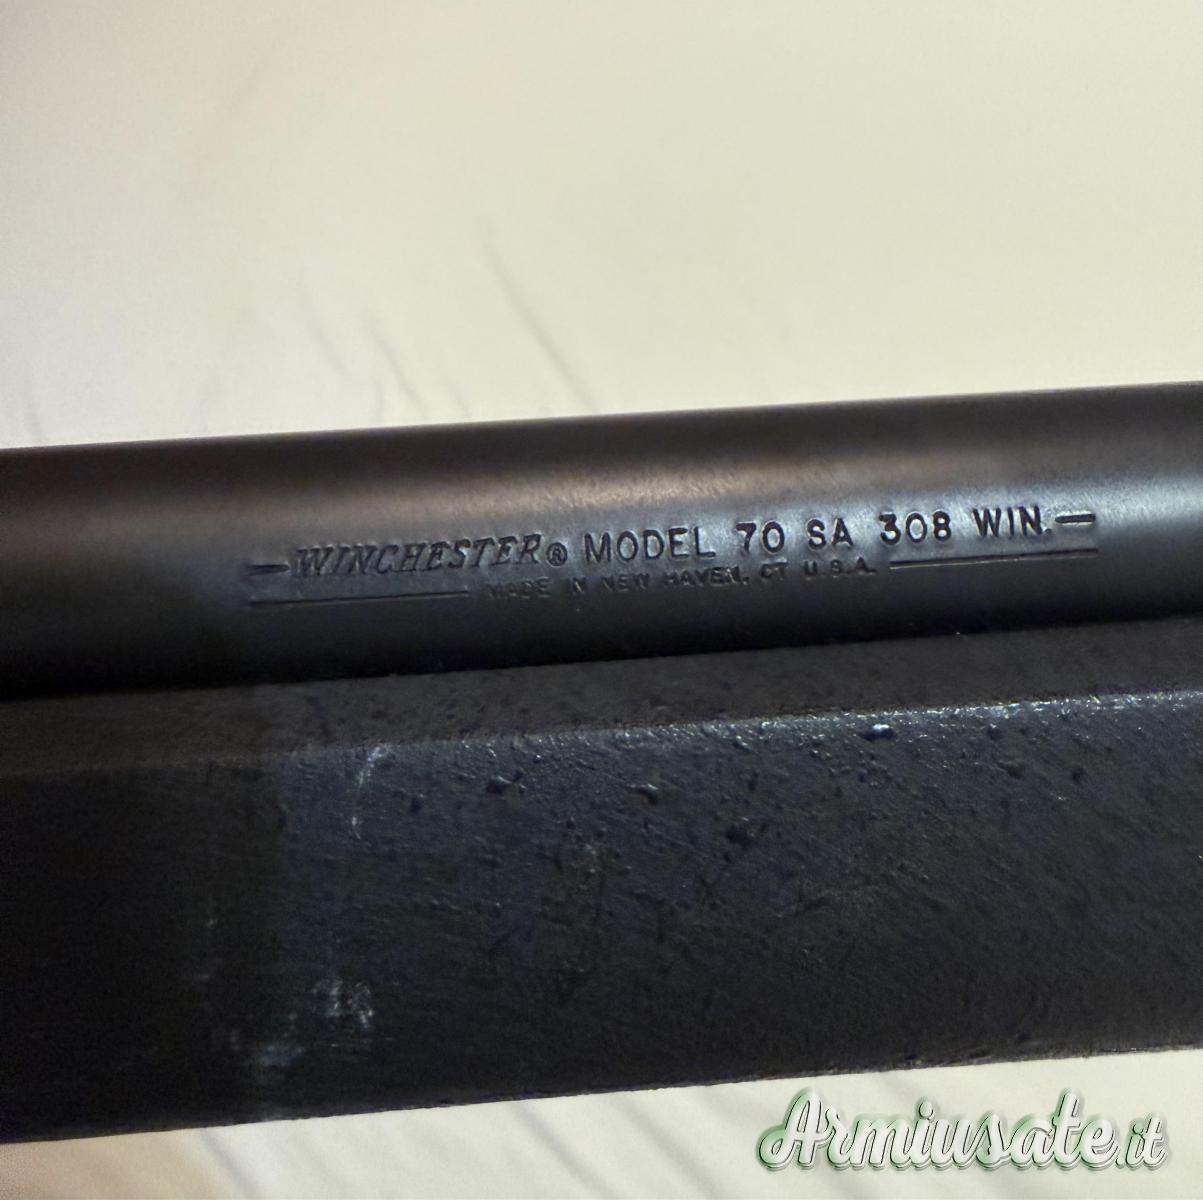 WINCHESTER® MODEL 70 SA 308 WIN.
MADE IN NEW HAVEN, CT U.S.A.
Armiusate.it